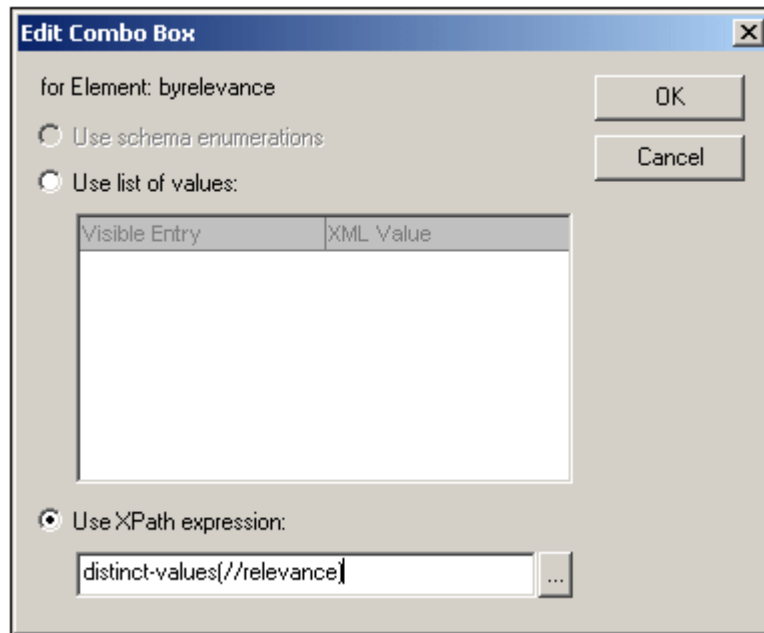 Edit Combo Box
for Element: byrelevance
OK
Use schema enumerations
Cancel
Use list of values:
Visible Entry XML Value
Use XPath expression:
distinct-values(//relevance)
...